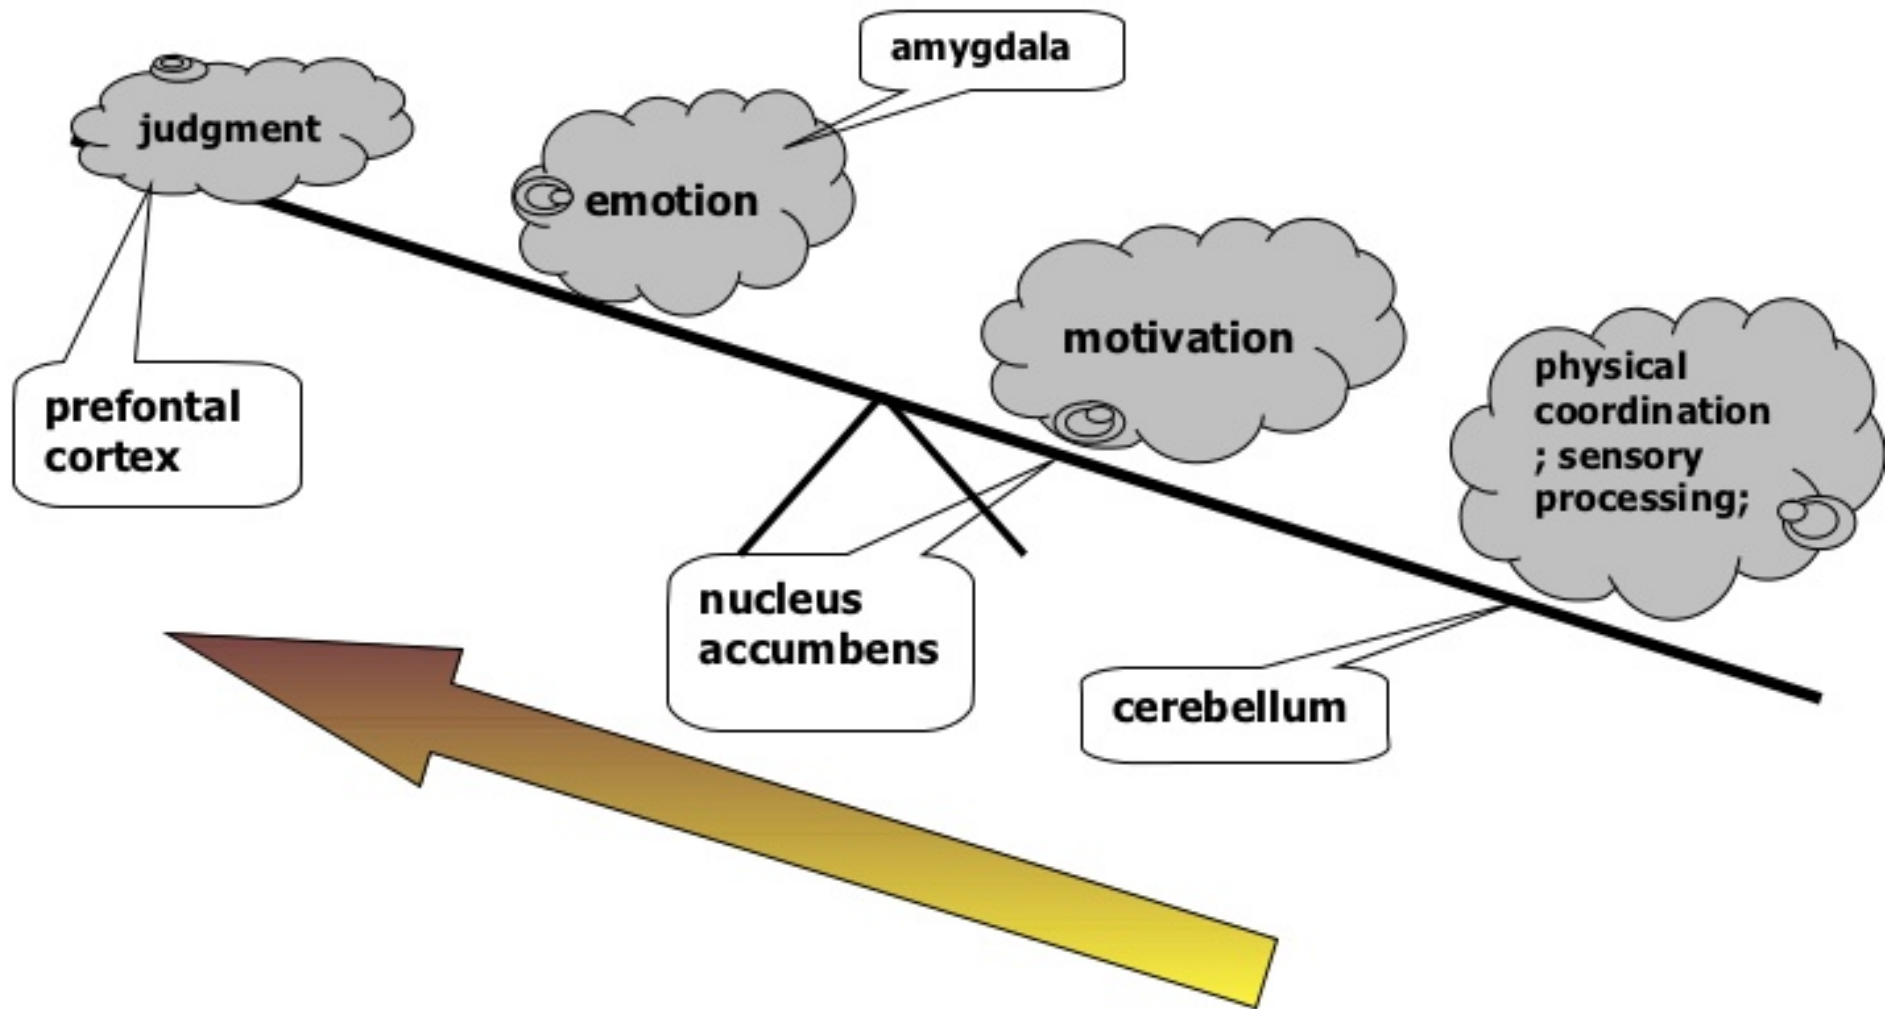 amygdala
judgment
emotion
motivation
physical
coordination
; sensory
processing;
prefontal
cortex
nucleus
accumbens
cerebellum